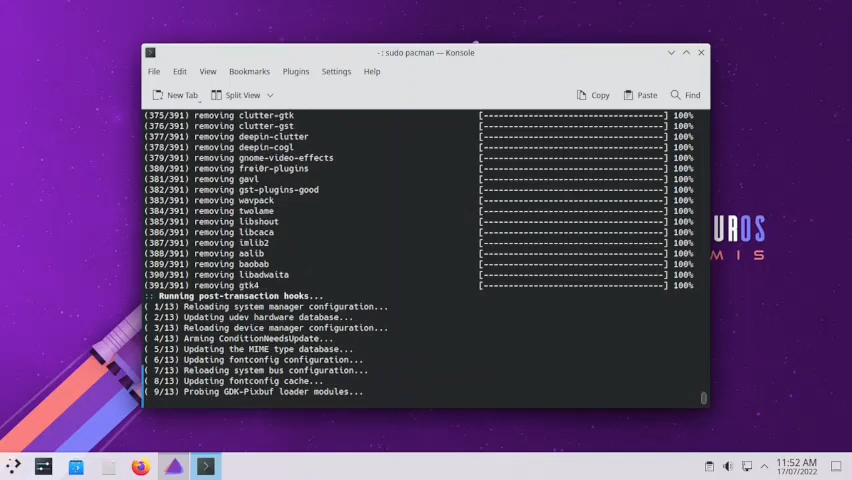 - : sudo pacman — Konsole
File Edit View Bookmarks Plugins Settings Help
New Tab Split View Copy Paste Find
(375/391) removing clutter-gtk [------------------------------------] 100%
(376/391) removing clutter-gst [------------------------------------] 100%
(377/391) removing deepin-clutter [------------------------------------] 100%
(378/391) removing deepin-cogl [------------------------------------] 100%
(379/391) removing gnome-video-effects [------------------------------------] 100%
(380/391) removing frei0r-plugins [------------------------------------] 100%
(381/391) removing gavl [------------------------------------] 100%
(382/391) removing gst-plugins-good [------------------------------------] 100%
(383/391) removing wavpack [------------------------------------] 100%
(384/391) removing twolame [------------------------------------] 100%
(385/391) removing libshout [------------------------------------] 100%
(386/391) removing libcaca [------------------------------------] 100%
(387/391) removing imlib2 [------------------------------------] 100%
(388/391) removing aalib [------------------------------------] 100%
(389/391) removing baobab [------------------------------------] 100%
(390/391) removing libadwaita [------------------------------------] 100%
(391/391) removing gtk4 [------------------------------------] 100%
:: Running post-transaction hooks...
( 1/13) Reloading system manager configuration...
( 2/13) Updating udev hardware database...
( 3/13) Reloading device manager configuration...
( 4/13) Arming ConditionNeedsUpdate...
( 5/13) Updating the MIME type database...
( 6/13) Updating fontconfig configuration...
( 7/13) Reloading system bus configuration...
( 8/13) Updating fontconfig cache...
( 9/13) Probing GDK-Pixbuf loader modules...
UROS
MIS
11:52 AM
17/07/2022